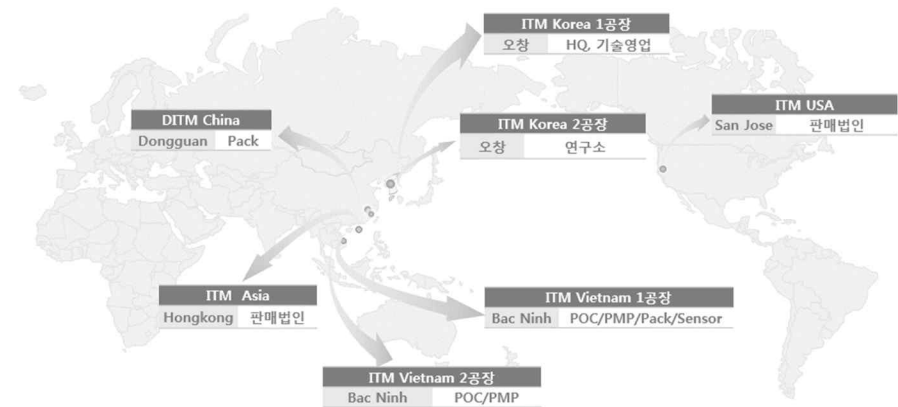 ITM Korea 1공장
오창 HQ, 기술영업
ITM USA
San Jose 판매법인
DITM China
Dongguan Pack
ITM Korea 2공장
오창 연구소
ITM Asia
Hongkong 판매법인
ITM Vietnam 1공장
Bac Ninh POC/PMP/Pack/Sensor
ITM Vietnam 2공장
Bac Ninh POC/PMP